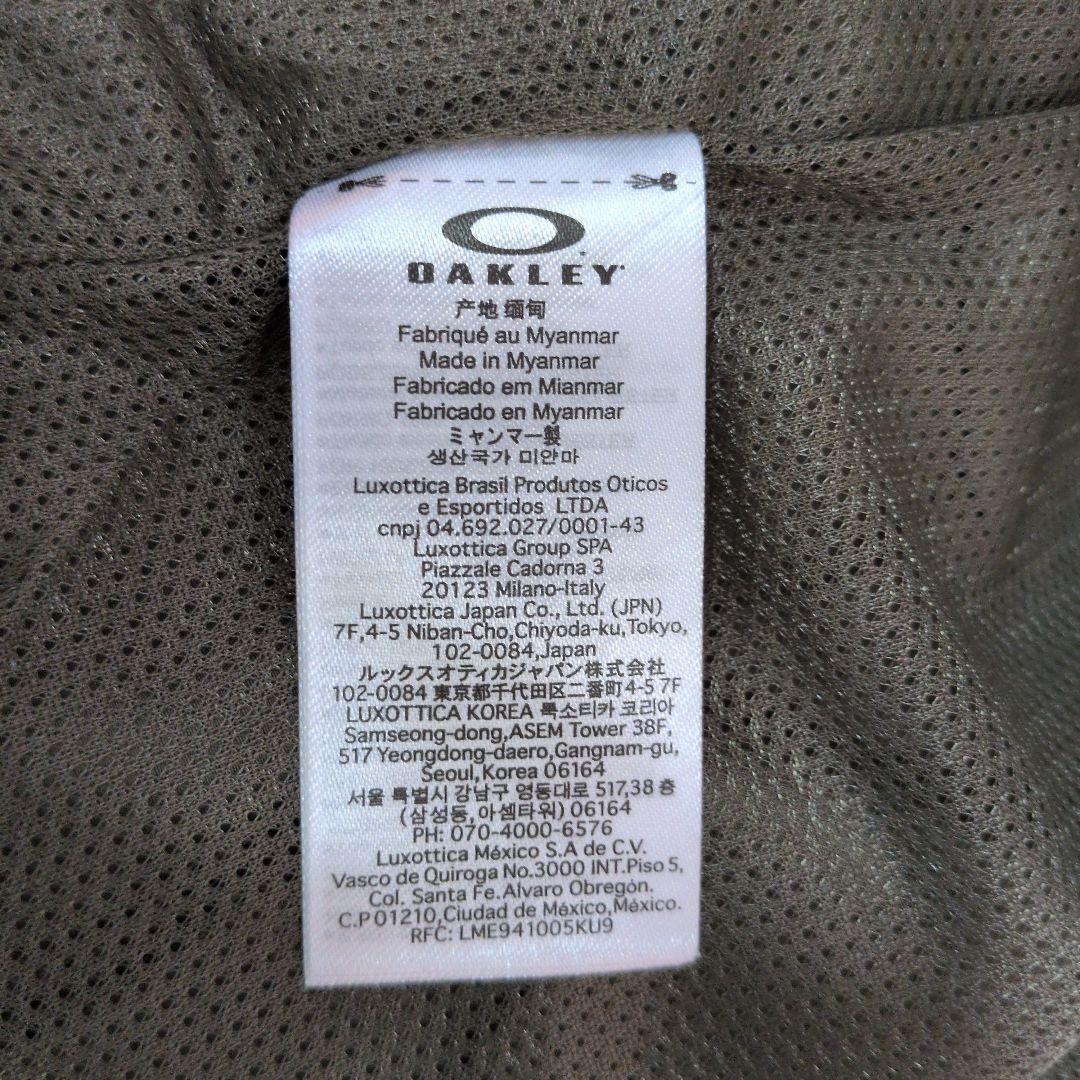 OAKLEY
产地 缅甸
Fabriqué au Myanmar
Made in Myanmar
Fabricado em Mianmar
Fabricado en Myanmar
ミャンマー製
생산국가 미얀마
Luxottica Brasil Produtos Oticos
e Esportidos LTDA
cnpj 04.692.027/0001-43
Luxottica Group SPA
Piazzale Cadorna 3
20123 Milano-Italy
Luxottica Japan Co., Ltd. (JPN)
7F,4-5 Niban-Cho,Chiyoda-ku,Tokyo,
102-0084,Japan
ルックスオティカジャパン株式会社
102-0084 東京都千代田区二番町4-5 7F
LUXOTTICA KOREA 룩소티카 코리아
Samseong-dong,ASEM Tower 38F,
517 Yeongdong-daero,Gangnam-gu,
Seoul,Korea 06164
서울 특별시 강남구 영동대로 517,38 층
(삼성동,아셈타워) 06164
PH: 070-4000-6576
Luxottica México S.A de C.V.
Vasco de Quiroga No.3000 INT.Piso 5,
Col. Santa Fe. Alvaro Obregón.
C.P 01210,Ciudad de México,México.
RFC: LME941005KU9